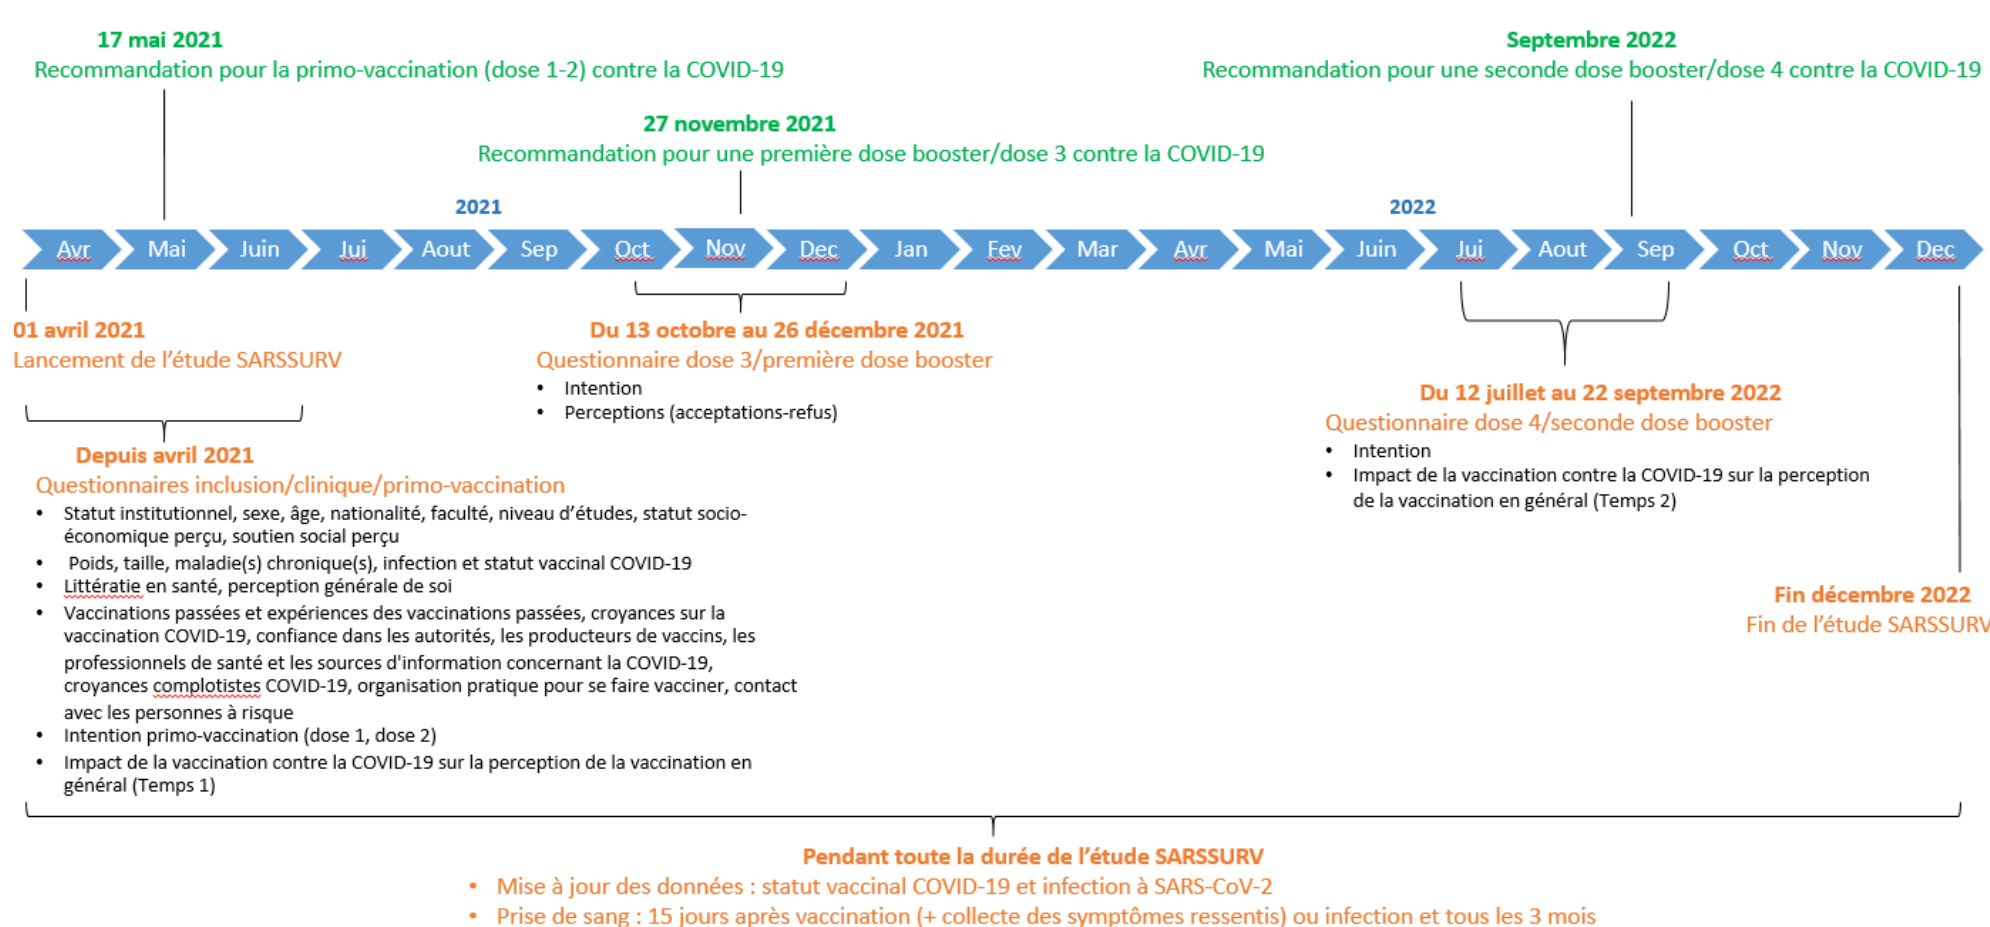 17 mai 2021
Recommandation pour la primo-vaccination (dose 1-2) contre la COVID-19
Septembre 2022
Recommandation pour une seconde dose booster/dose 4 contre la COVID-19
27 novembre 2021
Recommandation pour une première dose booster/dose 3 contre la COVID-19
2021
2022
Avr Mai Juin Jui Aout Sep Oct Nov Dec Jan Fev Mar Avr Mai Juin Jui Aout Sep Oct Nov Dec
01 avril 2021
Lancement de l'étude SARSSURV
Du 13 octobre au 26 décembre 2021
Questionnaire dose 3/première dose booster
• Intention
• Perceptions (acceptations-refus)
Du 12 juillet au 22 septembre 2022
Questionnaire dose 4/seconde dose booster
• Intention
• Impact de la vaccination contre la COVID-19 sur la perception
de la vaccination en général (Temps 2)
Depuis avril 2021
Questionnaires inclusion/clinique/primo-vaccination
• Statut institutionnel, sexe, âge, nationalité, faculté, niveau d'études, statut socio-
économique perçu, soutien social perçu
• Poids, taille, maladie(s) chronique(s), infection et statut vaccinal COVID-19
• Littératie en santé, perception générale de soi
• Vaccinations passées et expériences des vaccinations passées, croyances sur la
vaccination COVID-19, confiance dans les autorités, les producteurs de vaccins, les
professionnels de santé et les sources d'information concernant la COVID-19,
croyances complotistes COVID-19, organisation pratique pour se faire vacciner, contact
avec les personnes à risque
• Intention primo-vaccination (dose 1, dose 2)
• Impact de la vaccination contre la COVID-19 sur la perception de la vaccination en
général (Temps 1)
Fin décembre 2022
Fin de l'étude SARSSURV
Pendant toute la durée de l'étude SARSSURV
• Mise à jour des données : statut vaccinal COVID-19 et infection à SARS-CoV-2
• Prise de sang : 15 jours après vaccination (+ collecte des symptômes ressentis) ou infection et tous les 3 mois